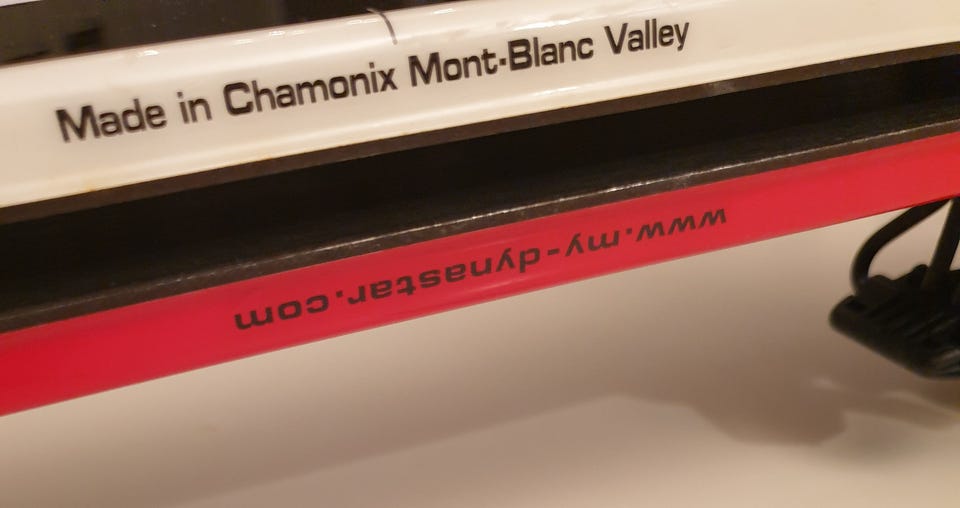 Made in Chamonix Mont-Blanc Valley
www.my-dynastar.com